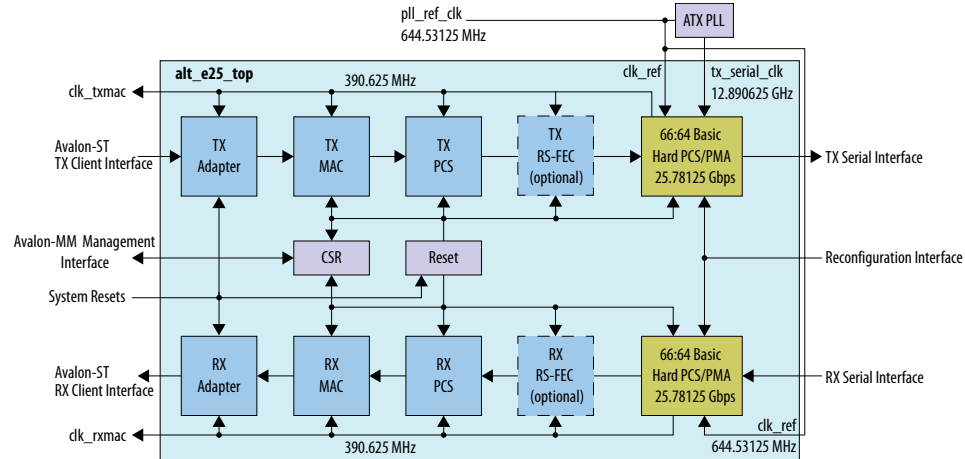 pll_ref_clk
644.53125 MHz
ATX PLL
alt_e25_top
390.625 MHz
clk_ref
tx_serial_clk
12.890625 GHz
clk_txmac
Avalon-ST
TX Client Interface
TX
Adapter
TX
MAC
TX
PCS
TX
RS-FEC
(optional)
66:64 Basic
Hard PCS/PMA
25.78125 Gbps
TX Serial Interface
Avalon-MM Management
Interface
CSR
Reset
Reconfiguration Interface
System Resets
Avalon-ST
RX Client Interface
RX
Adapter
RX
MAC
RX
PCS
RX
RS-FEC
(optional)
66:64 Basic
Hard PCS/PMA
25.78125 Gbps
RX Serial Interface
clk_rxmac
390.625 MHz
clk_ref
644.53125 MHz